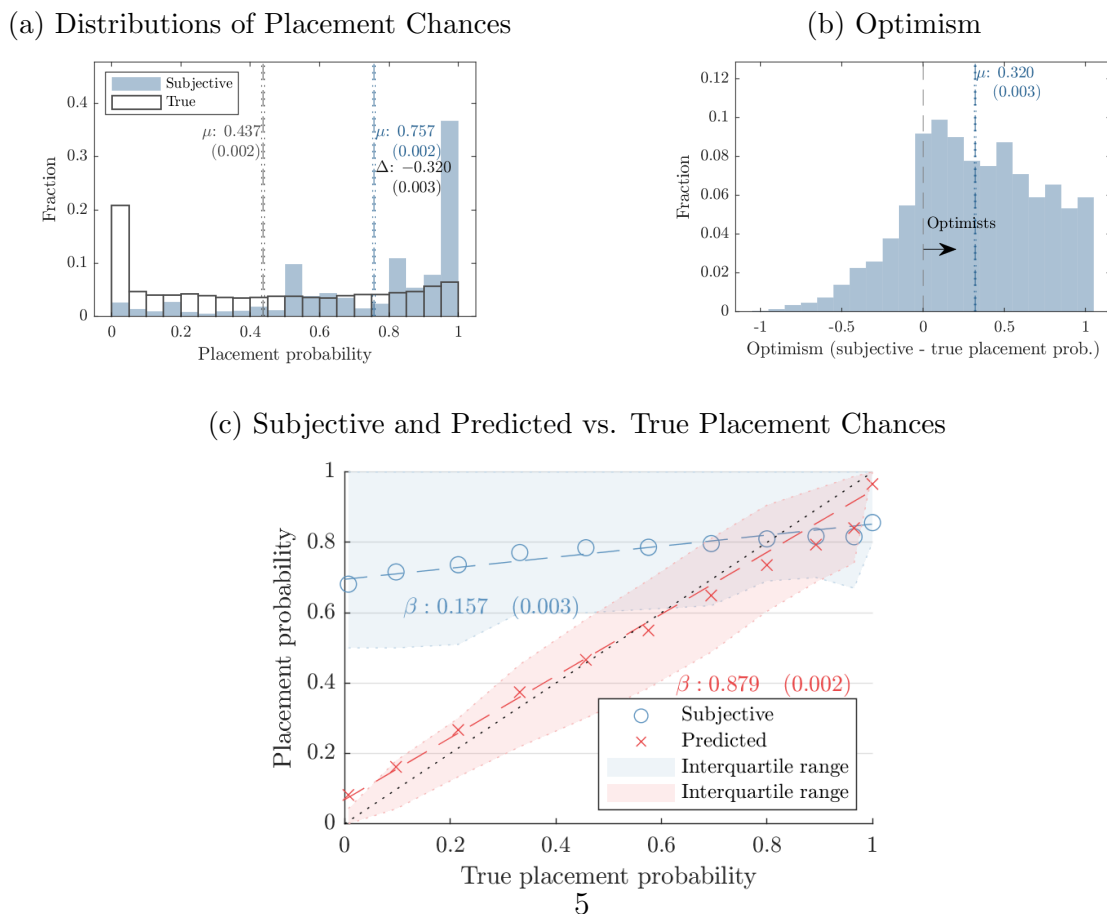 (a) Distributions of Placement Chances
Subjective
True
μ: 0.437
(0.002)
μ: 0.757
(0.002)
Δ: −0.320
(0.003)
0.4
0.3
0.2
0.1
0
Fraction
0 0.2 0.4 0.6 0.8 1
Placement probability
(b) Optimism
μ: 0.320
(0.003)
Optimists
0.12
0.1
0.08
0.06
0.04
0.02
0
Fraction
-1 -0.5 0 0.5 1
Optimism (subjective - true placement prob.)
(c) Subjective and Predicted vs. True Placement Chances
1
0.8
0.6
0.4
0.2
0
Placement probability
β : 0.157 (0.003)
β : 0.879 (0.002)
Subjective
Predicted
Interquartile range
Interquartile range
0 0.2 0.4 0.6 0.8 1
True placement probability
5